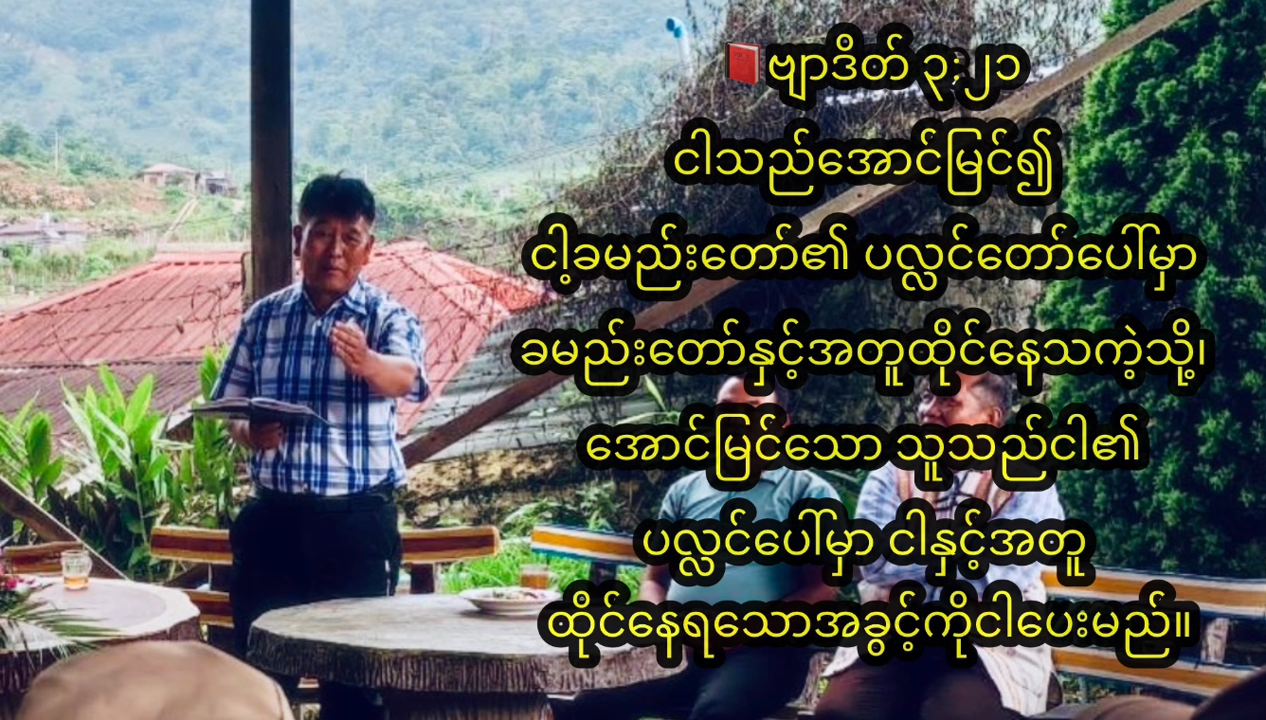 📕ဗျာဒိတ် ၃:၂၁
ငါသည်အောင်မြင်၍
ငါ့ခမည်းတော်၏ ပလ္လင်တော်ပေါ်မှာ
ခမည်းတော်နှင့်အတူထိုင်နေသကဲ့သို့၊
အောင်မြင်သော သူသည်ငါ၏
ပလ္လင်ပေါ်မှာ ငါနှင့်အတူ
ထိုင်နေရသောအခွင့်ကိုငါပေးမည်။